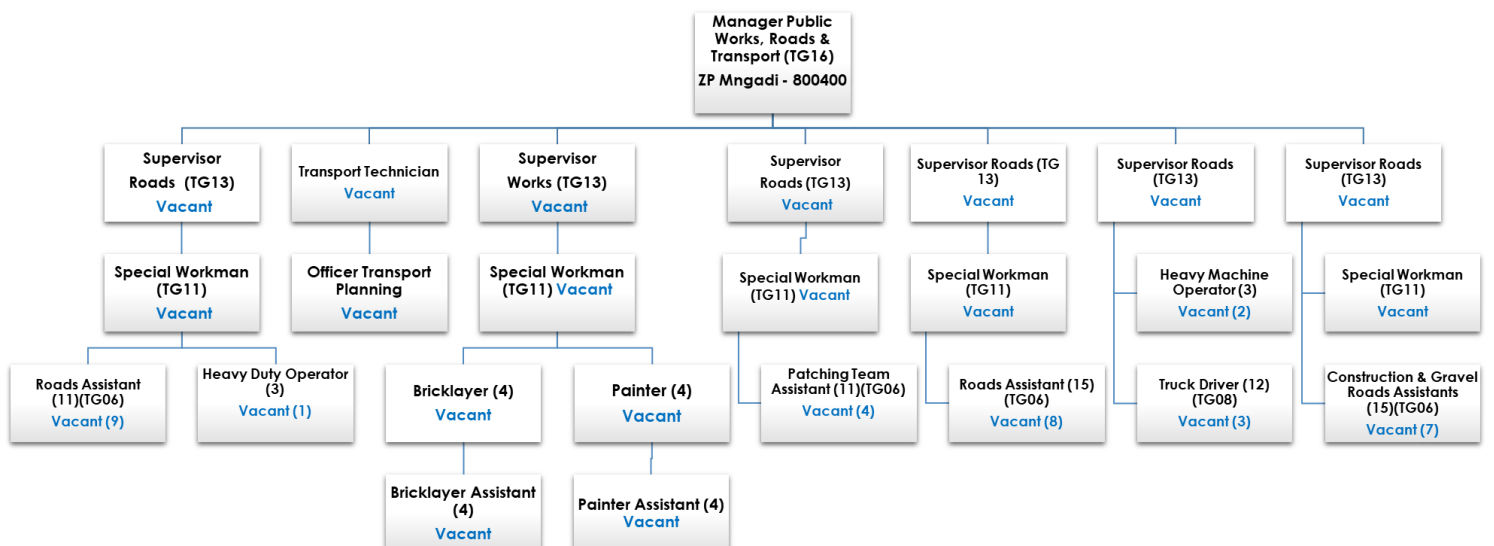 Manager Public
Works, Roads &
Transport (TG16)
ZP Mngadi - 800400
Supervisor
Roads (TG13)
Vacant
Transport Technician
Vacant
Supervisor
Works (TG13)
Vacant
Supervisor
Roads (TG13)
Vacant
Supervisor Roads (TG
13)
Vacant
Supervisor Roads
(TG13)
Vacant
Supervisor Roads
(TG13)
Vacant
Special Workman
(TG11)
Vacant
Officer Transport
Planning
Vacant
Special Workman
(TG11) Vacant
Special Workman
(TG11) Vacant
Special Workman
(TG11)
Vacant
Heavy Machine
Operator (3)
Vacant (2)
Special Workman
(TG11)
Vacant
Roads Assistant
(11)(TG06)
Vacant (9)
Heavy Duty Operator
(3)
Vacant (1)
Bricklayer (4)
Vacant
Painter (4)
Vacant
Patching Team
Assistant (11)(TG06)
Vacant (4)
Roads Assistant (15)
(TG06)
Vacant (8)
Truck Driver (12)
(TG08)
Vacant (3)
Construction & Gravel
Roads Assistants
(15)(TG06)
Vacant (7)
Bricklayer Assistant
(4)
Vacant
Painter Assistant (4)
Vacant